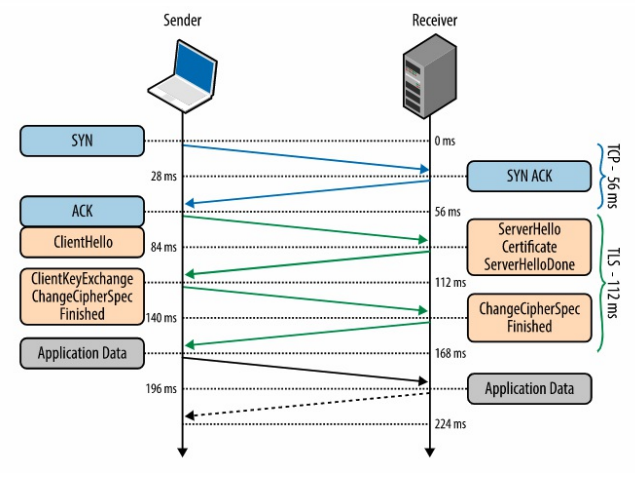 Sender
Receiver
SYN
0 ms
28 ms
SYN ACK
TCP - 56 ms
ACK
56 ms
ClientHello
84 ms
ServerHello
Certificate
ServerHelloDone
TLS - 112 ms
ClientKeyExchange
ChangeCipherSpec
Finished
112 ms
140 ms
ChangeCipherSpec
Finished
Application Data
168 ms
196 ms
Application Data
224 ms